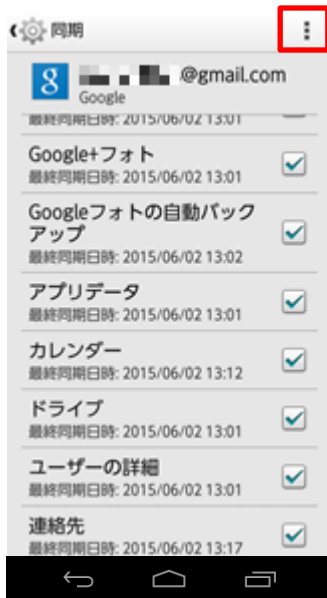 同期
8
@gmail.com
Google
最終同期日時: 2015/06/02 13:01
Google+フォト
最終同期日時: 2015/06/02 13:01
Googleフォトの自動バック
アップ
最終同期日時: 2015/06/02 13:02
アプリデータ
最終同期日時: 2015/06/02 13:01
カレンダー
最終同期日時: 2015/06/02 13:12
ドライブ
最終同期日時: 2015/06/02 13:01
ユーザーの詳細
最終同期日時: 2015/06/02 13:01
連絡先
最終同期日時: 2015/06/02 13:17